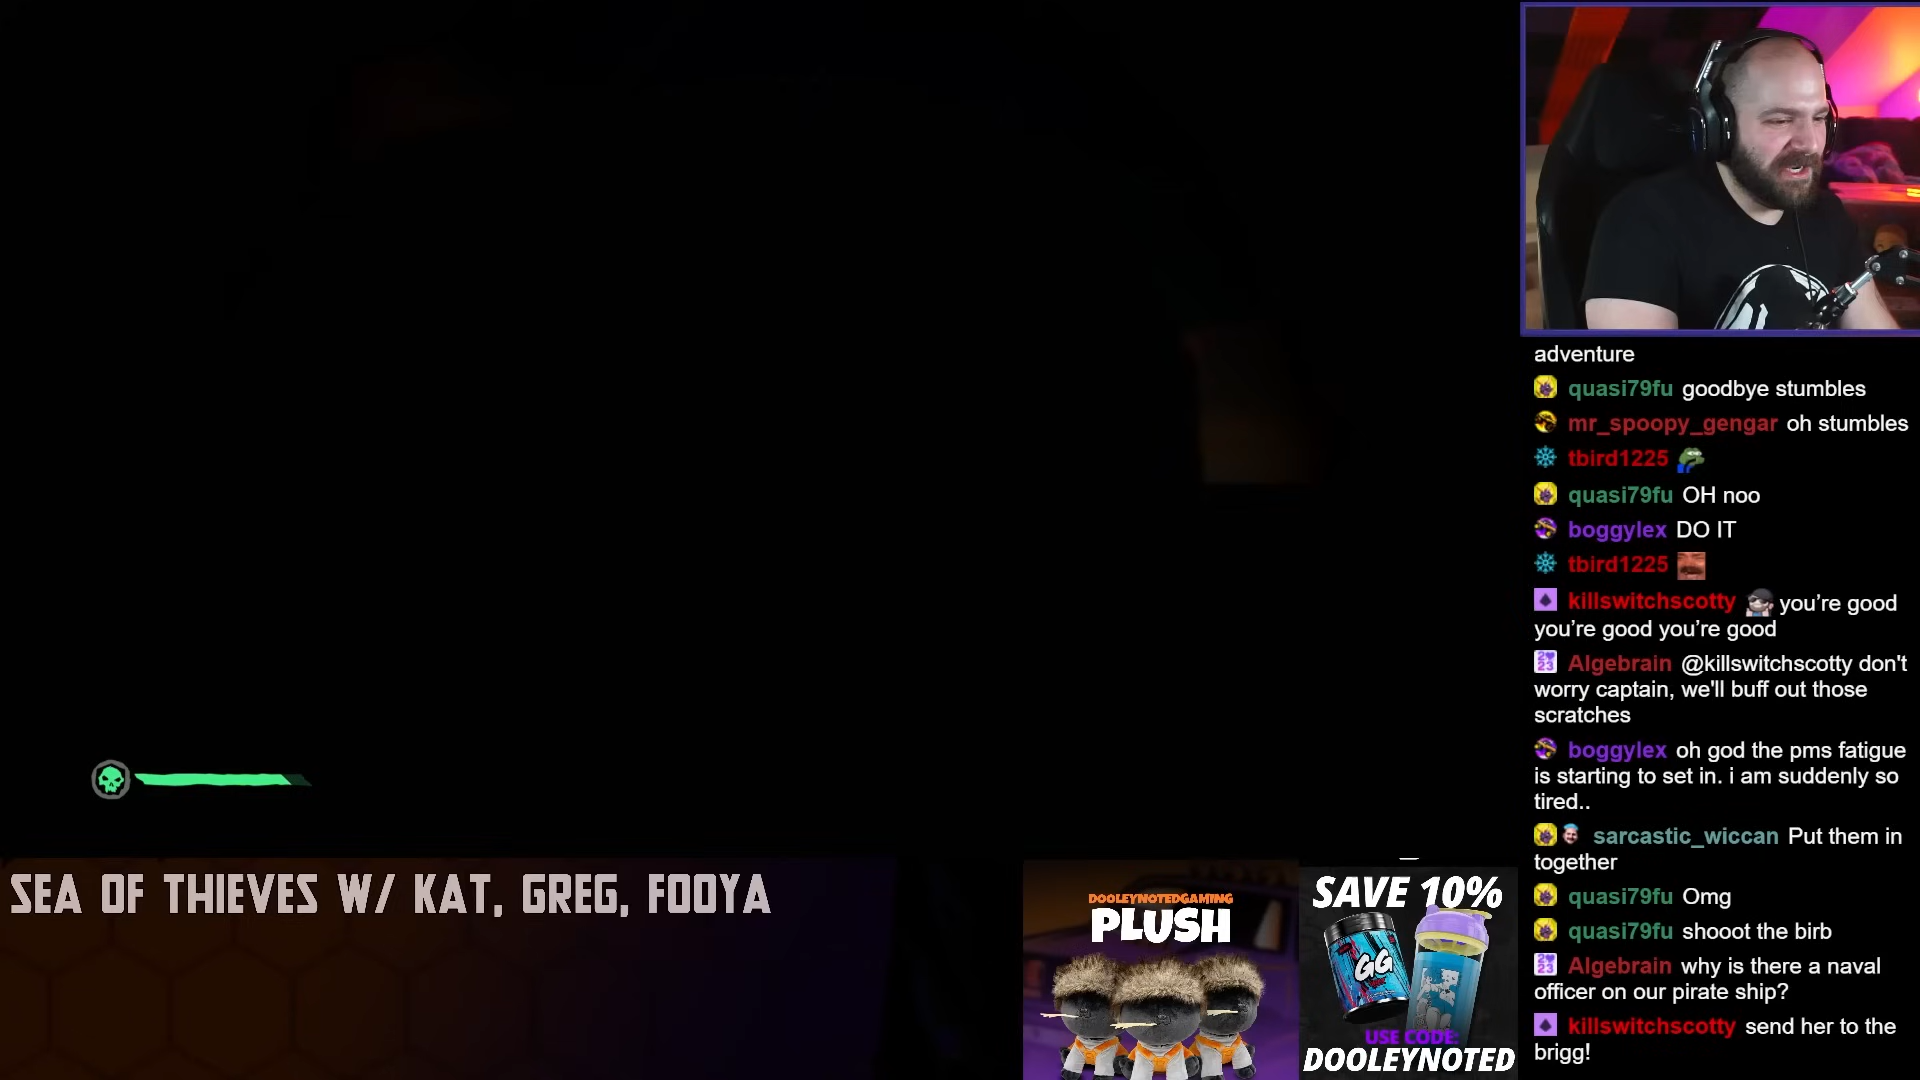 adventure
quasi79fu goodbye stumbles
mr_spoopy_gengar oh stumbles
tbird1225
quasi79fu OH noo
boggylex DO IT
tbird1225
killswitchscotty you’re good
you’re good you’re good
Algebrain @killswitchscotty don't
worry captain, we'll buff out those
scratches
boggylex oh god the pms fatigue
is starting to set in. i am suddenly so
tired..
sarcastic_wiccan Put them in
together
quasi79fu Omg
quasi79fu shooot the birb
Algebrain why is there a naval
officer on our pirate ship?
killswitchscotty send her to the
brigg!
SEA OF THIEVES W/ KAT, GREG, FOOYA
DOOLEYNOTEDGAMING
PLUSH
SAVE 10%
GG
USE CODE:
DOOLEYNOTED